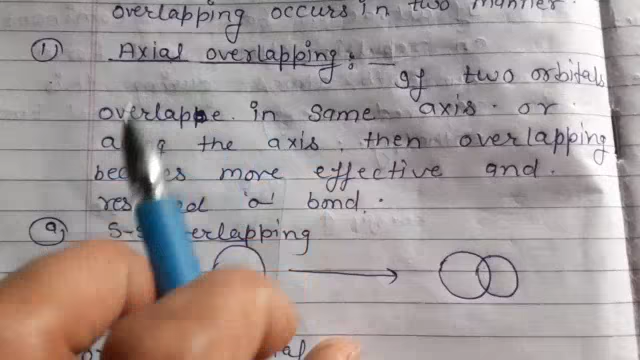 overlapping occurs in two manner.
① Axial overlapping: — If two orbitals
overlappe in same axis or
the axis, then overlapping
more effective and
bond.
ⓐ overlapping